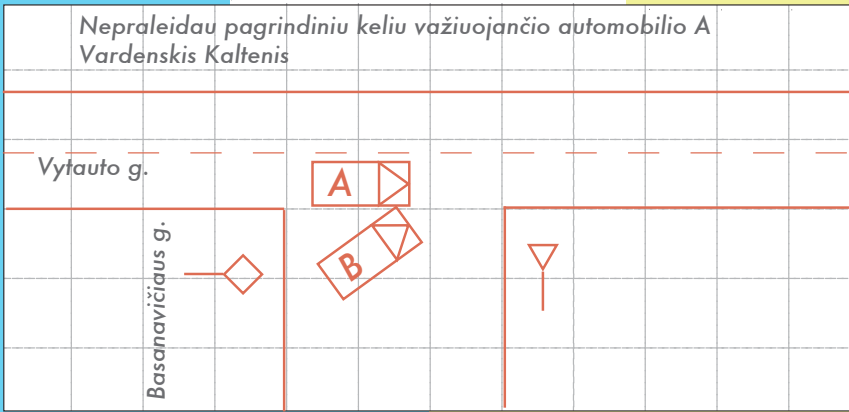 Nepraleidau pagrindiniu keliu važiuojančio automobilio A
Vardenskis Kaltenis
Vytauto g.
A
B
Basanavičiaus g.